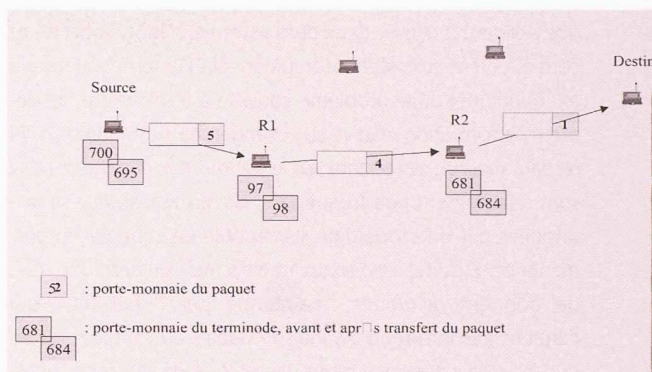 Destin
Source
5
R1
R2
1
700
695
4
97
98
681
684
52 : porte-monnaie du paquet
681 : porte-monnaie du terminode, avant et apr□s transfert du paquet
684